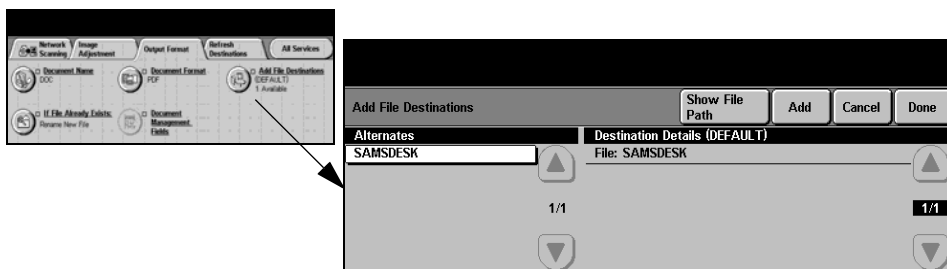 Network Scanning
Image Adjustment
Output Format
Refresh Destinations
All Services
Document Name
DOC
Document Format
PDF
Add File Destinations
(DEFAULT)
1 Available
If File Already Exists:
Rename New File
Document Management Fields
Add File Destinations
Show File Path
Add
Cancel
Done
Alternates
Destination Details (DEFAULT)
SAMSDESK
File: SAMSDESK
1/1
1/1